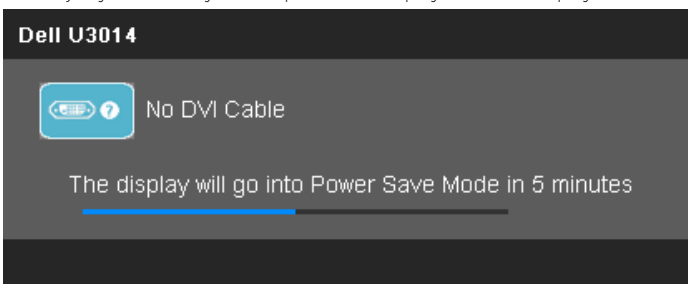 Dell U3014
No DVI Cable
The display will go into Power Save Mode in 5 minutes